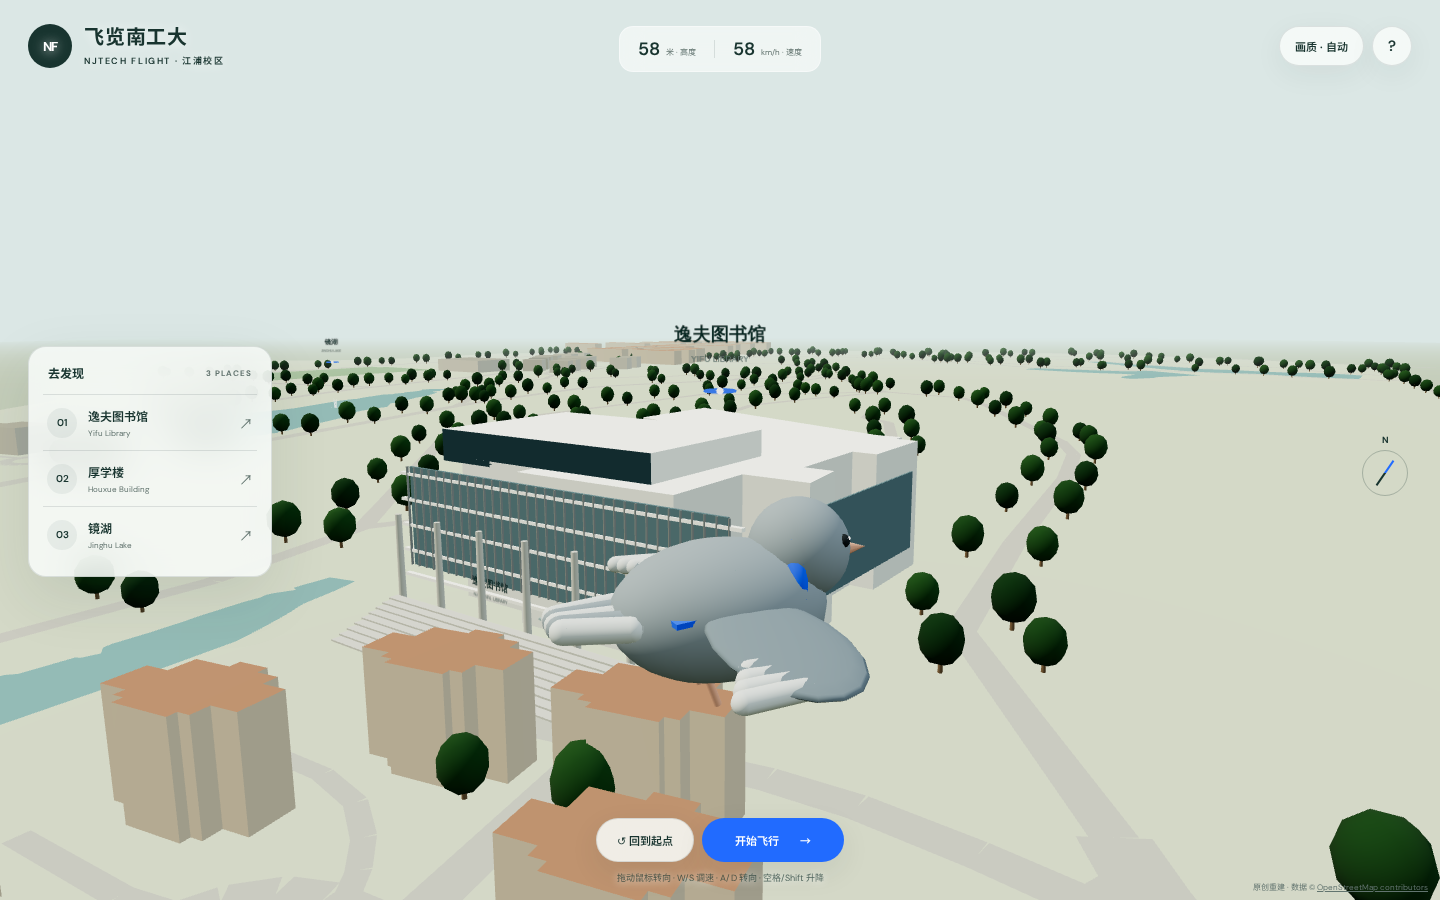 NF
飞览南工大
NJTECH FLIGHT · 江浦校区
58 米 · 高度
58 km/h · 速度
画质 · 自动
?
逸夫图书馆
YIFU LIBRARY
镜湖
去发现
3 PLACES
01
逸夫图书馆
Yifu Library
↗
02
厚学楼
Houxue Building
↗
03
镜湖
Jinghu Lake
↗
N
↺ 回到起点
开始飞行 →
拖动鼠标转向 · W/S 调速 · A/D 转向 · 空格/Shift 升降
原创重建 · 数据 © OpenStreetMap contributors